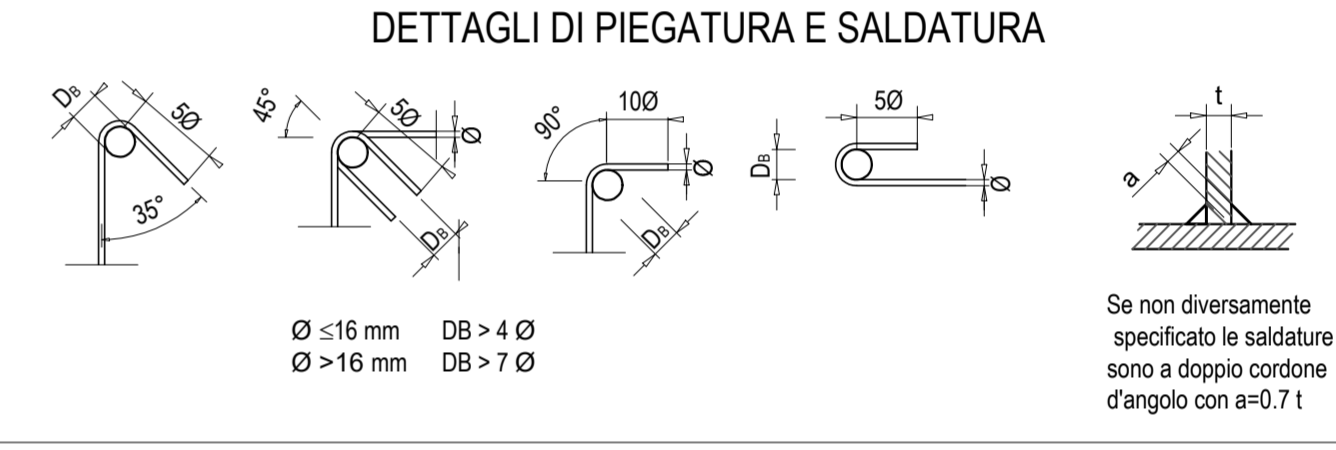 DETTAGLI DI PIEGATURA E SALDATURA
DB
5Ø
35°
45°
5Ø
Ø
DB
90°
10Ø
Ø
DB
5Ø
DB
Ø
t
a
Ø ≤16 mm DB > 4 Ø
Ø >16 mm DB > 7 Ø
Se non diversamente
specificato le saldature
sono a doppio cordone
d'angolo con a=0.7 t